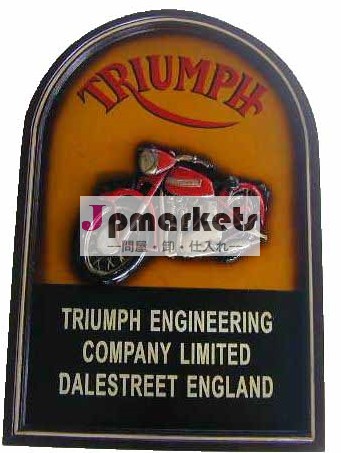 TRIUMPH
Jpmarkets
―問屋・卸・仕入れ―
TRIUMPH ENGINEERING
COMPANY LIMITED
DALESTREET ENGLAND